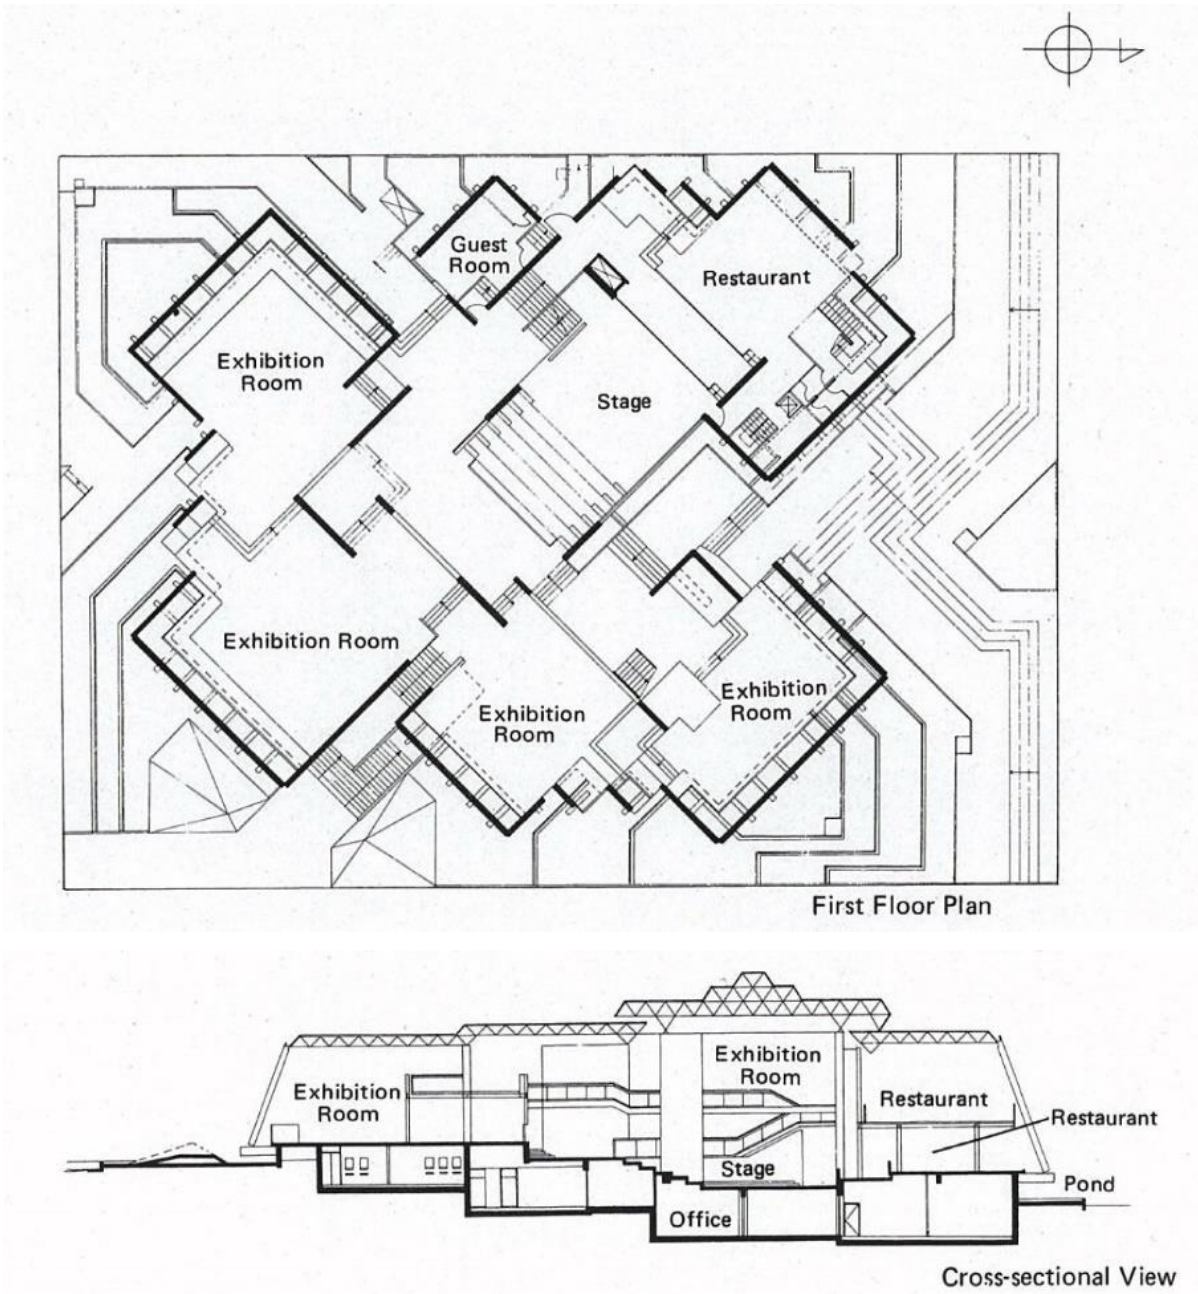 Guest
Room
Restaurant
Exhibition
Room
Stage
Exhibition Room
Exhibition
Room
Exhibition
Room
First Floor Plan
Exhibition
Room
Exhibition
Room
Restaurant
Restaurant
Stage
Pond
Office
Cross-sectional View